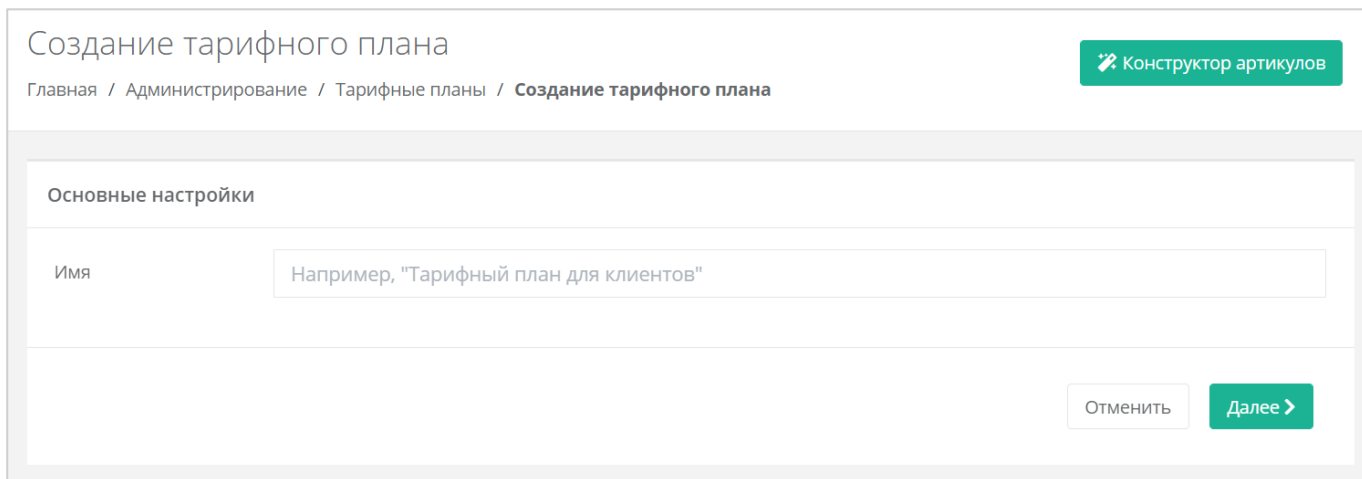 Создание тарифного плана
Конструктор артикулов
Главная / Администрирование / Тарифные планы / Создание тарифного плана
Основные настройки
Имя
Например, "Тарифный план для клиентов"
Отменить
Далее